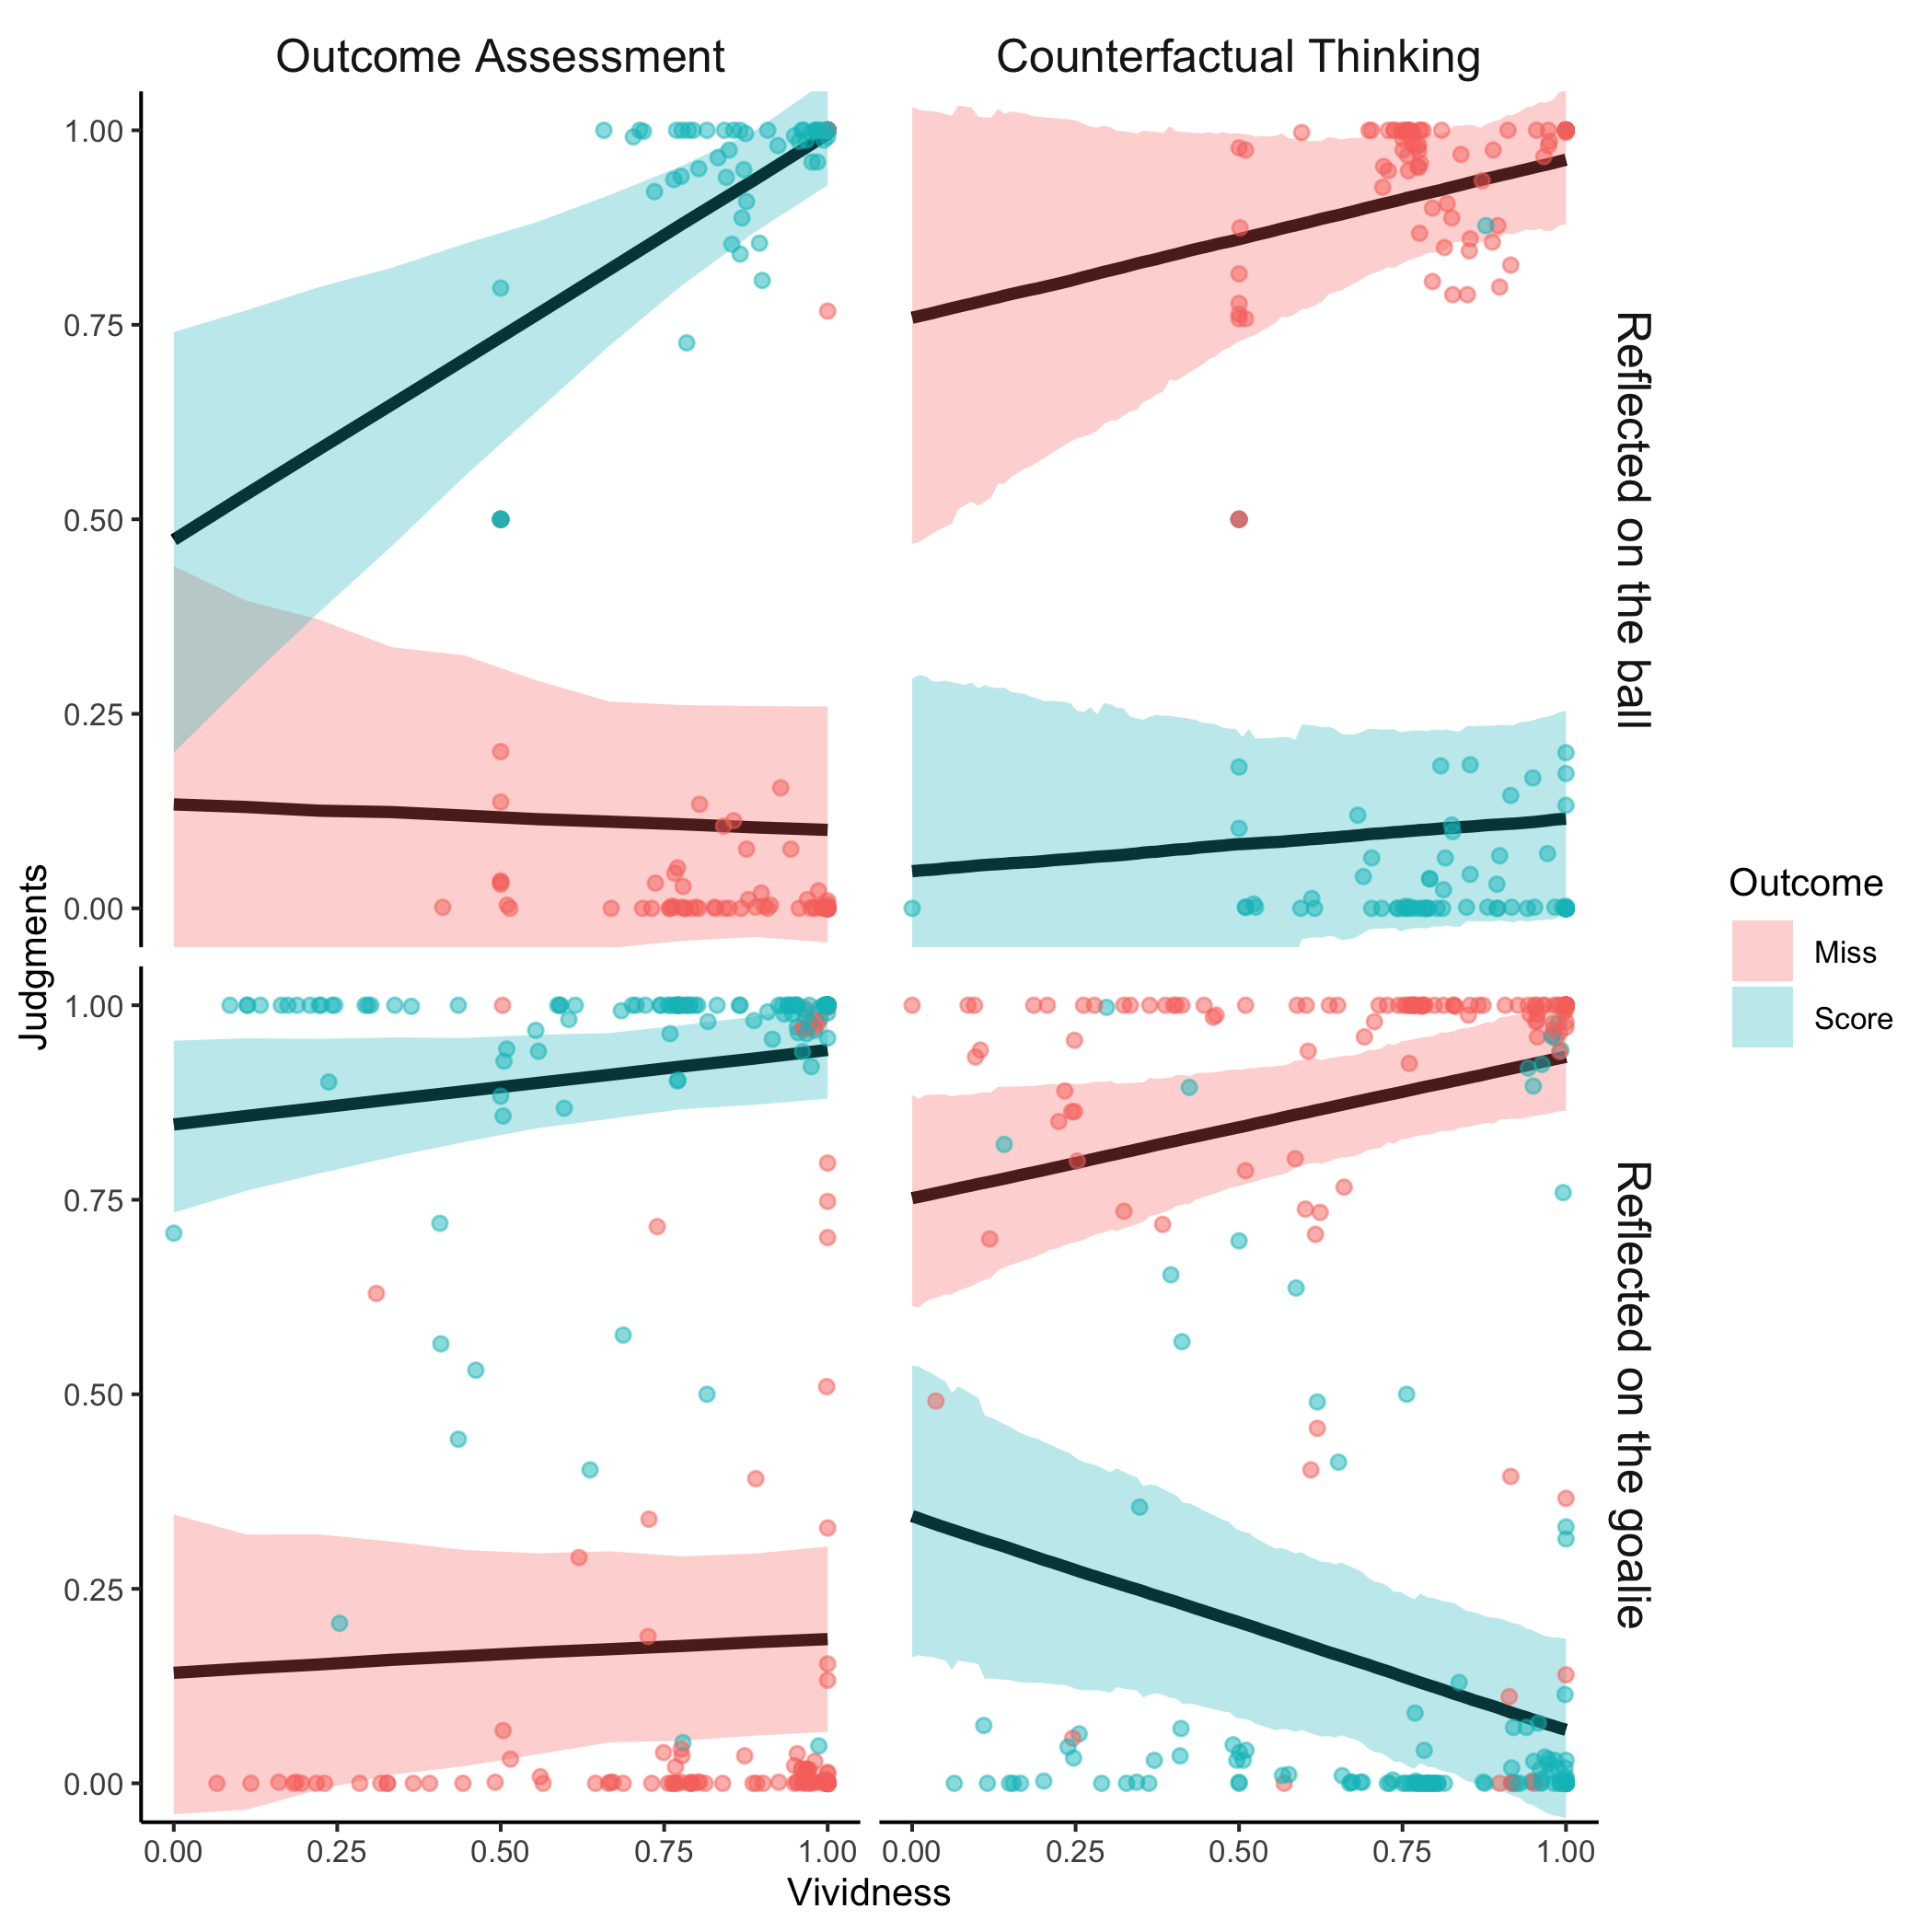 Outcome Assessment
Counterfactual Thinking
1.00
0.75
0.50
0.25
0.00
Reflected on the ball
1.00
0.75
0.50
0.25
0.00
Reflected on the goalie
Judgments
0.00 0.25 0.50 0.75 1.00
0.00 0.25 0.50 0.75 1.00
Vividness
Outcome
Miss
Score